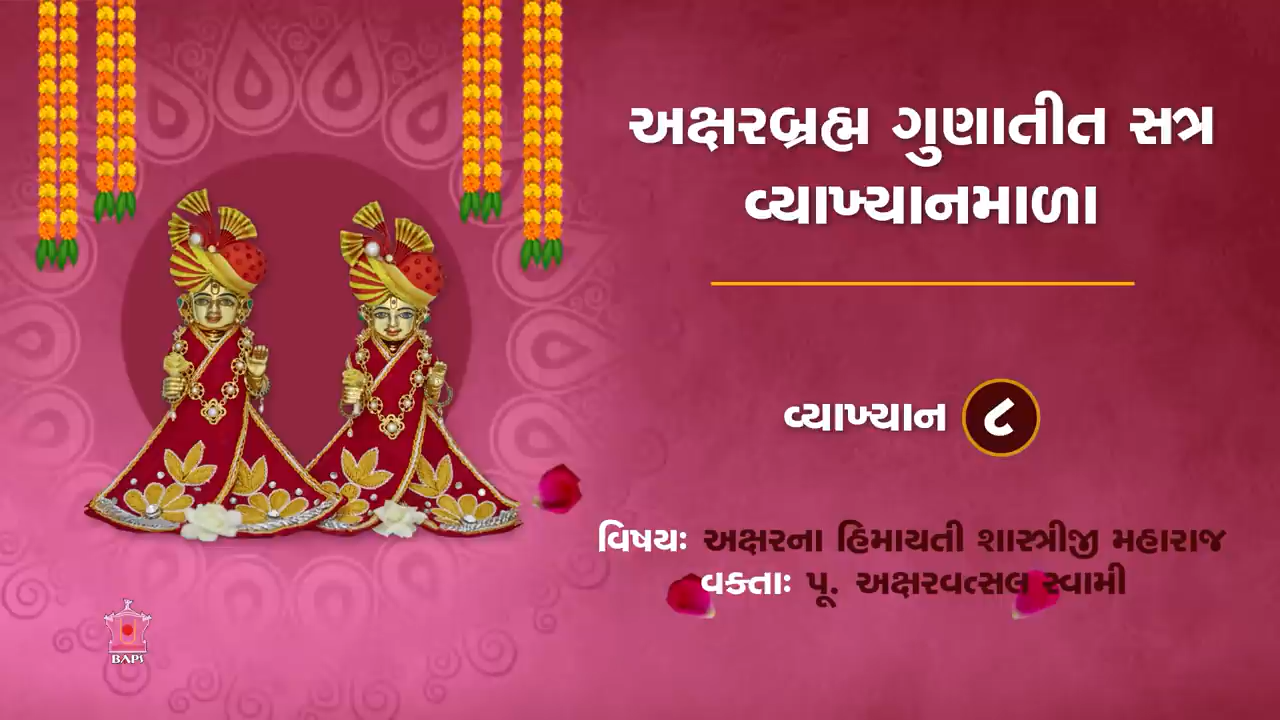 અક્ષરબ્રહ્મ ગુણાતીત સત્ર
વ્યાખ્યાનમાળા
વ્યાખ્યાન ૮
વિષયઃ અક્ષરના હિમાયતી શાસ્ત્રીજી મહારાજ
વક્તાઃ પૂ. અક્ષરવત્સલ સ્વામી
BAPS